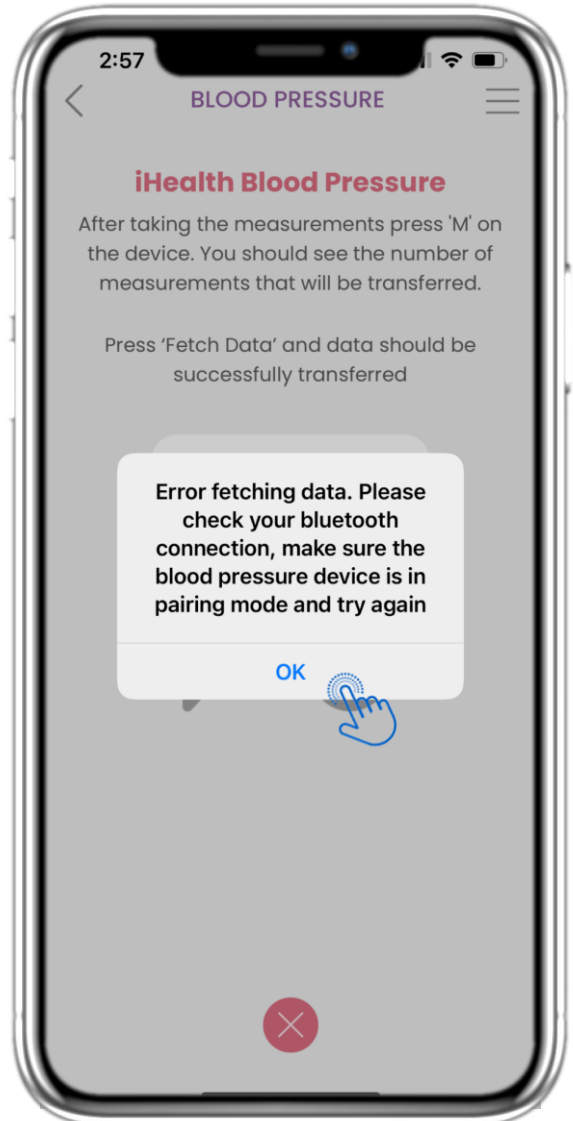 2:57
BLOOD PRESSURE
iHealth Blood Pressure
After taking the measurements press 'M' on
the device. You should see the number of
measurements that will be transferred.
Press ‘Fetch Data’ and data should be
successfully transferred
Error fetching data. Please
check your bluetooth
connection, make sure the
blood pressure device is in
pairing mode and try again
OK